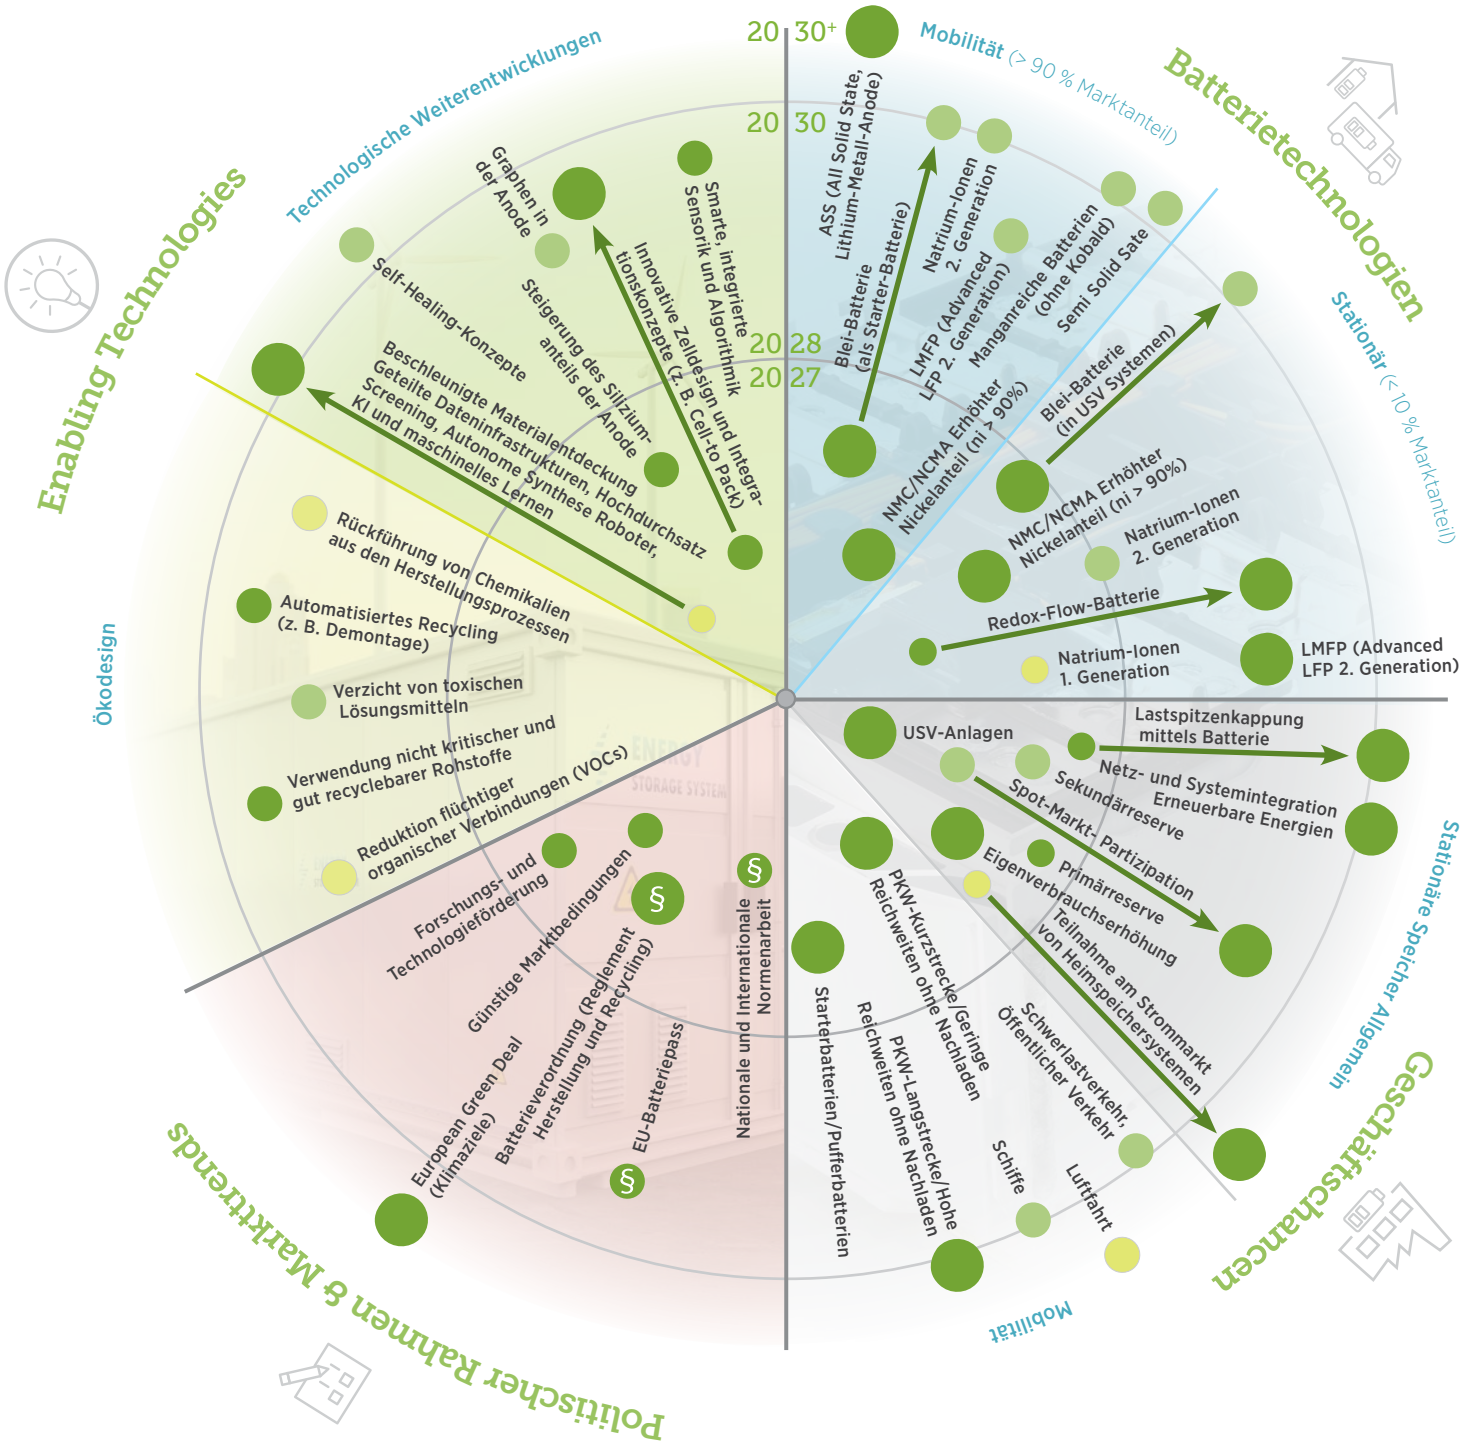 20 30+
20 30
20 28
20 27
Batterietechnologien
Mobilität (> 90 % Marktanteil)
ASS (All Solid State,
Lithium-Metall-Anode)
Blei-Batterie
(als Starter-Batterie)
Natrium-Ionen
2. Generation
LMFP (Advanced
LFP 2. Generation)
Manganreiche Batterien
(ohne Kobald)
Semi Solid Sate
NMC/NCMA Erhöhter
Nickelanteil (ni > 90%)
Stationär (< 10 % Marktanteil)
Blei-Batterie
(in USV Systemen)
NMC/NCMA Erhöhter
Nickelanteil (ni > 90%)
Natrium-Ionen
2. Generation
Redox-Flow-Batterie
Natrium-Ionen
1. Generation
LMFP (Advanced
LFP 2. Generation)
Geschäftschancen
Stationäre Speicher Allgemein
USV-Anlagen
Lastspitzenkappung
mittels Batterie
Netz- und Systemintegration
Erneuerbare Energien
Sekundärreserve
Spot-Markt- Partizipation
Primärreserve
Eigenverbrauchserhöhung
Teilnahme am Strommarkt
von Heimspeichersystemen
Mobilität
PKW-Kurzstrecke/Geringe
Reichweiten ohne Nachladen
Schwerlastverkehr,
Öffentlicher Verkehr
Starterbatterien/Pufferbatterien
PKW-Langstrecke/Hohe
Reichweiten ohne Nachladen
Schiffe
Luftfahrt
Politischer Rahmen & Markttrends
§
Nationale und Internationale
Normenarbeit
Forschungs- und
Technologieförderung
Günstige Marktbedingungen
§
Batterieverordnung (Reglement
Herstellung und Recycling)
§
EU-Batteriepass
European Green Deal
(Klimaziele)
ENERGY
STORAGE SYSTEM
Enabling Technologies
Ökodesign
Rückführung von Chemikalien
aus den Herstellungsprozessen
Automatisiertes Recycling
(z. B. Demontage)
Verzicht von toxischen
Lösungsmitteln
Verwendung nicht kritischer und
gut recyclebarer Rohstoffe
Reduktion flüchtiger
organischer Verbindungen (VOCs)
Technologische Weiterentwicklungen
Self-Healing-Konzepte
Graphen in
der Anode
Steigerung des Silizium-
anteils der Anode
Beschleunigte Materialentdeckung
Geteilte Dateninfrastrukturen, Hochdurchsatz
Screening, Autonome Synthese Roboter,
KI und maschinelles Lernen
Innovative Zelldesign und Integra-
tionskonzepte (z. B. Cell-to Pack)
Smarte, integrierte
Sensorik und Algorithmik